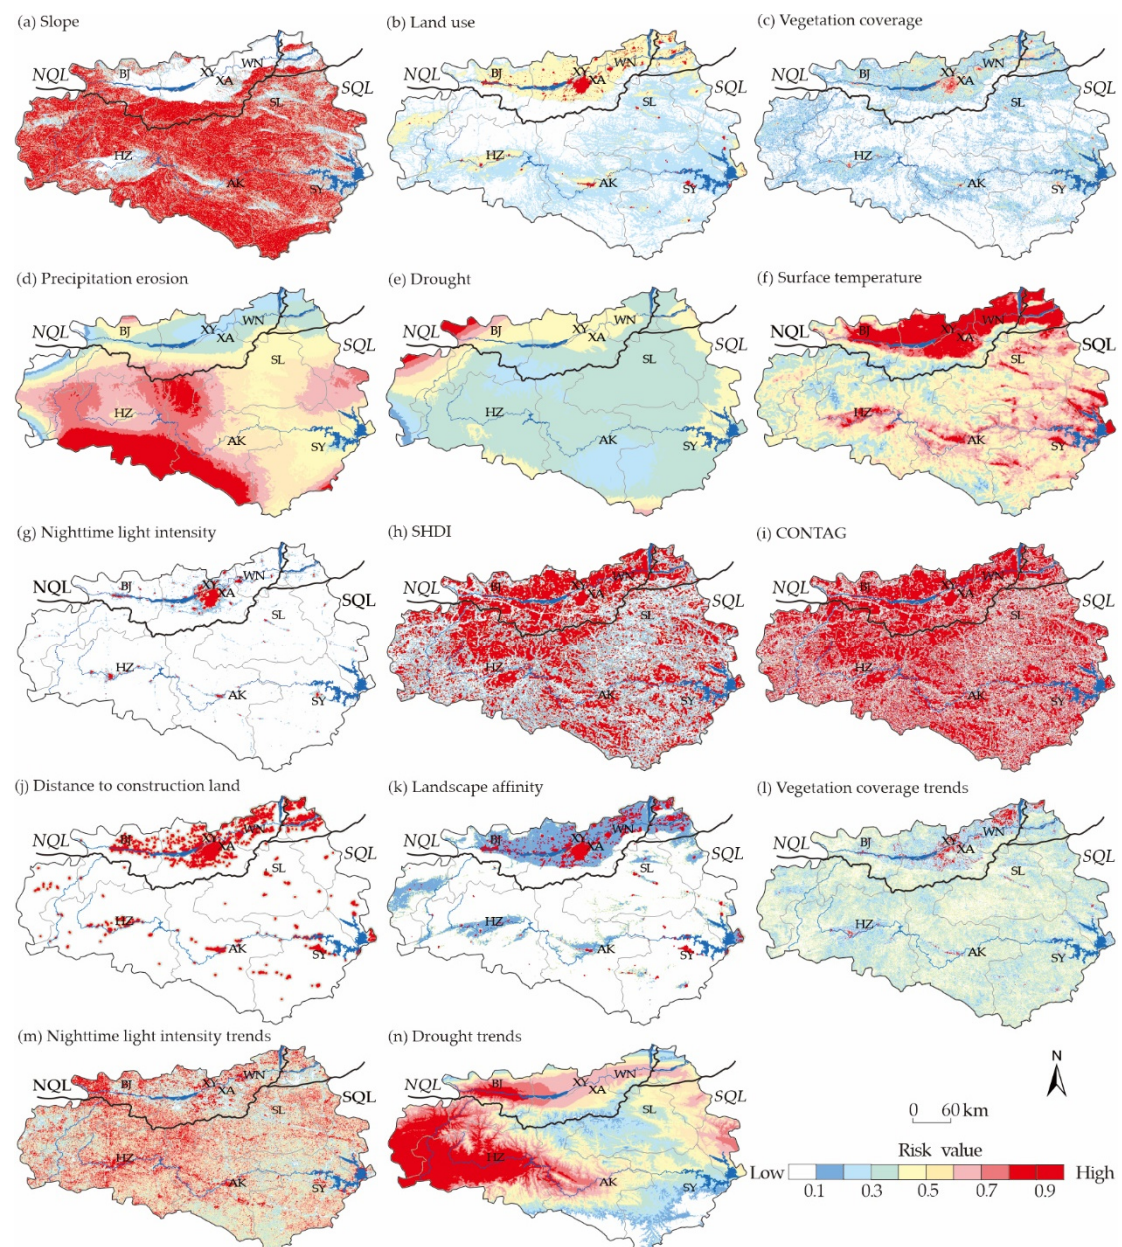 (a) Slope
(b) Land use
(c) Vegetation coverage
NQL BJ XY XA WN SL SQL HZ AK SY
NQL BJ XY XA WN SL SQL HZ AK SY
NQL BJ XY XA WN SL SQL HZ AK SY
(d) Precipitation erosion
(e) Drought
(f) Surface temperature
NQL BJ XY XA WN SL SQL HZ AK SY
NQL BJ XY XA WN SL SQL HZ AK SY
NQL BJ XY XA WN SL SQL HZ AK SY
(g) Nighttime light intensity
(h) SHDI
(i) CONTAG
NQL BJ XY XA WN SL SQL HZ AK SY
NQL BJ XY XA WN SL SQL HZ AK SY
NQL BJ XY XA WN SL SQL HZ AK SY
(j) Distance to construction land
(k) Landscape affinity
(l) Vegetation coverage trends
NQL BJ XY XA WN SL SQL HZ AK SY
NQL BJ XY XA WN SL SQL HZ AK SY
NQL BJ XY XA WN SL SQL HZ AK SY
(m) Nighttime light intensity trends
(n) Drought trends
NQL BJ XY XA WN SL SQL HZ AK SY
NQL BJ XY XA WN SL SQL HZ AK SY
N
0 60 km
Risk value
Low High
0.1 0.3 0.5 0.7 0.9